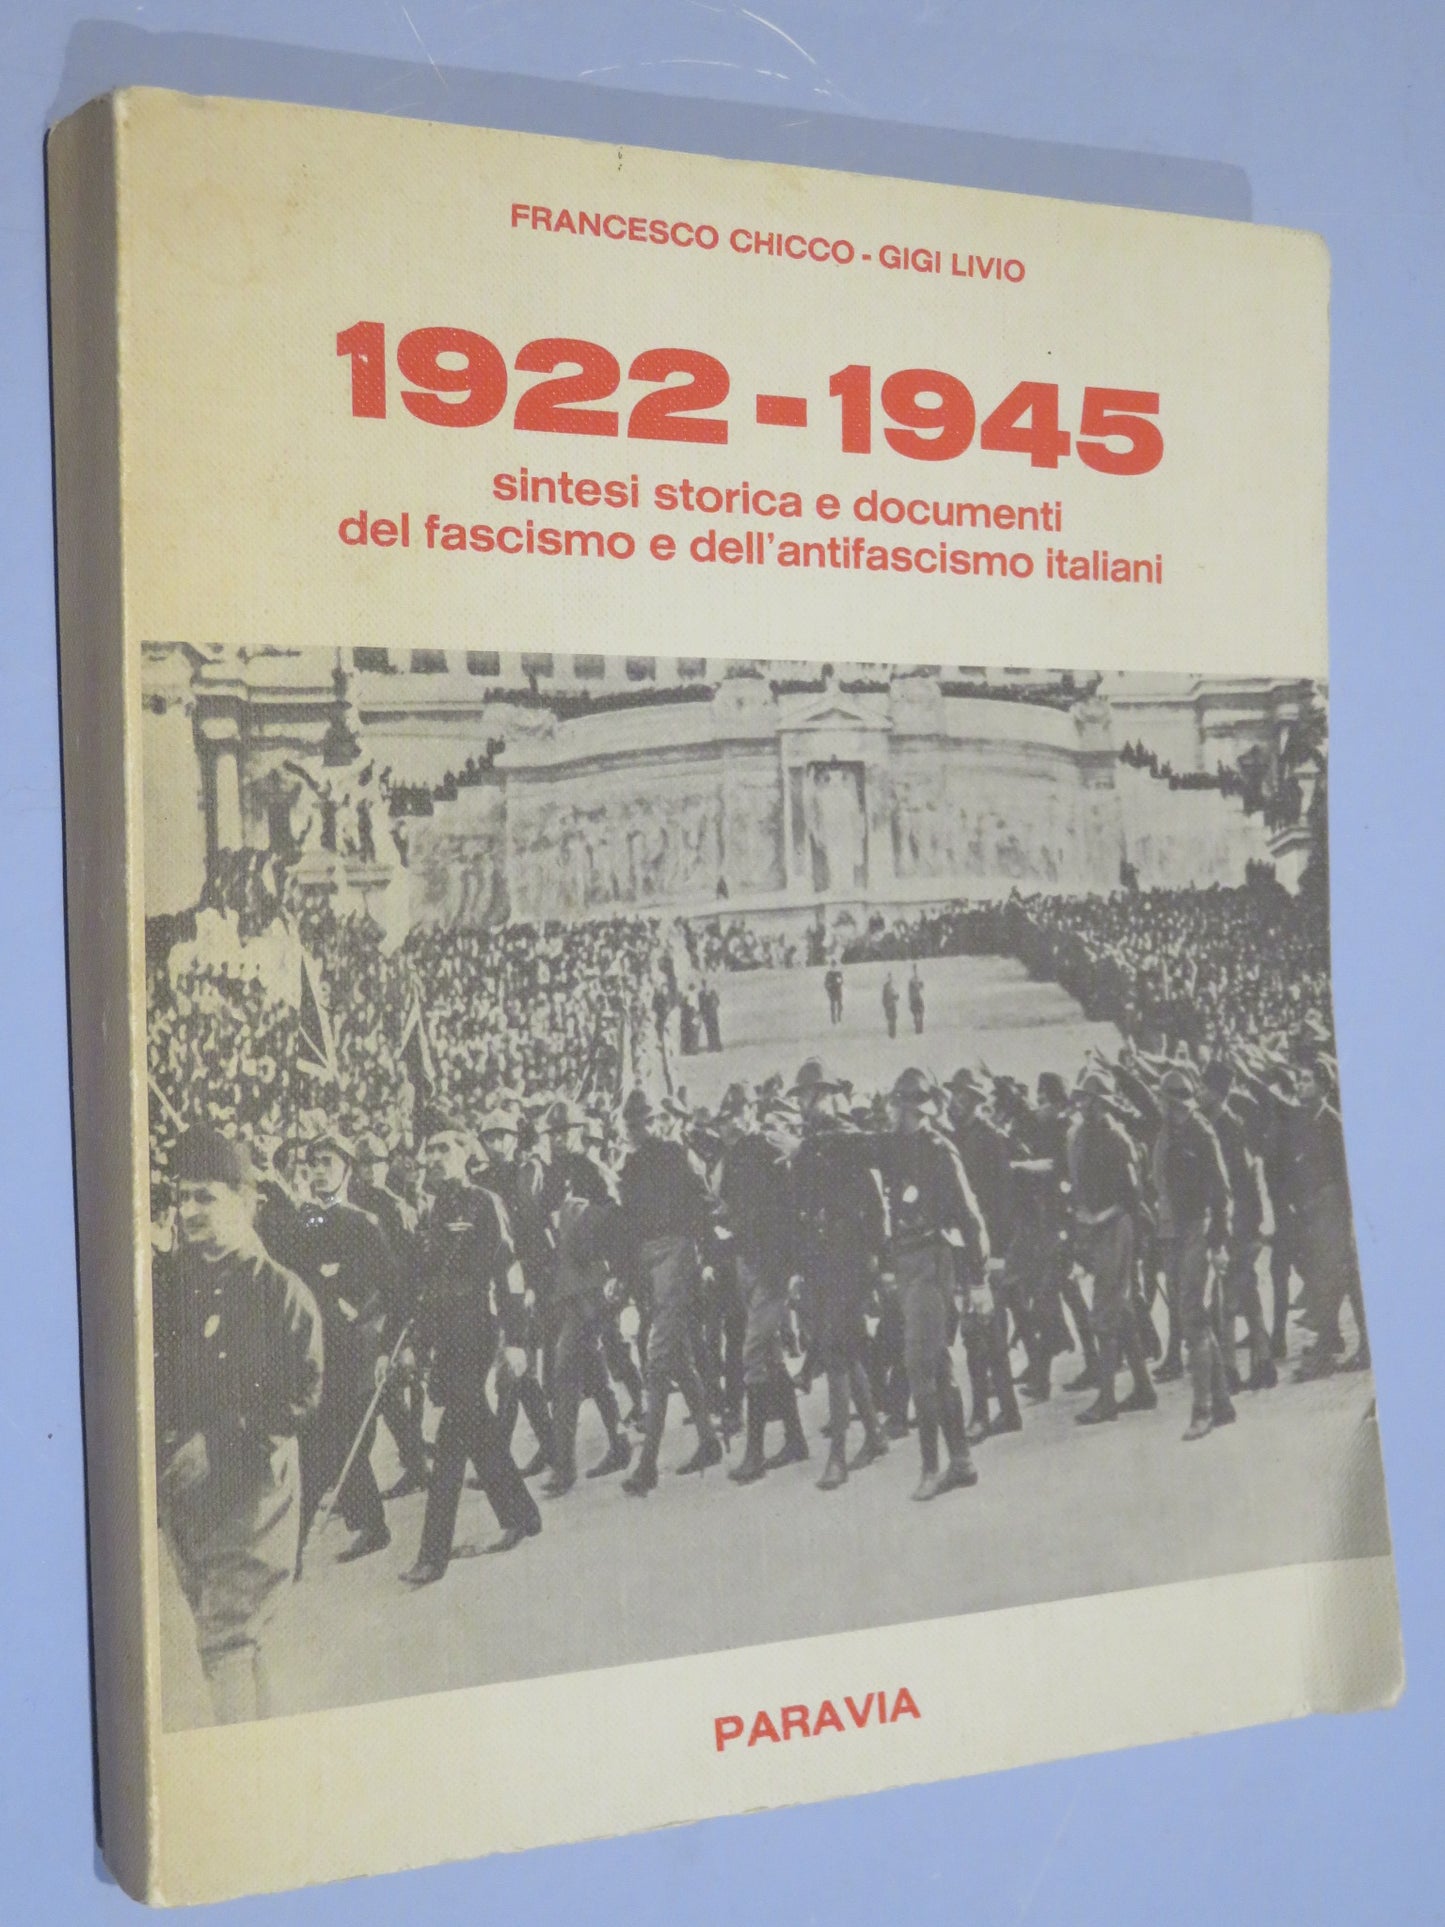 FRANCESCO CHICCO - GIGI LIVIO
1922 - 1945
sintesi storica e documenti
del fascismo e dell'antifascismo italiani
PARAVIA